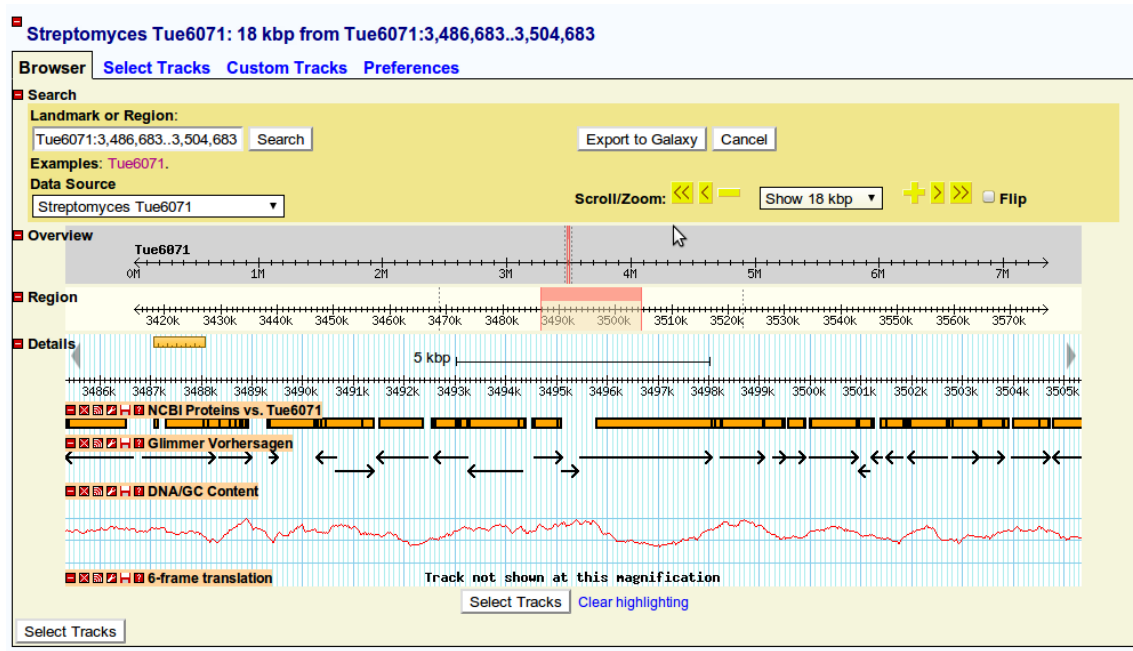 Streptomyces Tue6071: 18 kbp from Tue6071:3,486,683..3,504,683
Browser Select Tracks Custom Tracks Preferences
Search
Landmark or Region:
Tue6071:3,486,683..3,504,683 Search Export to Galaxy Cancel
Examples: Tue6071.
Data Source
Streptomyces Tue6071 Scroll/Zoom: << < Show 18 kbp > >> Flip
Overview
Tue6071
0M 1M 2M 3M 4M 5M 6M 7M
Region
3420k 3430k 3440k 3450k 3460k 3470k 3480k 3490k 3500k 3510k 3520k 3530k 3540k 3550k 3560k 3570k
Details
5 kbp
3486k 3487k 3488k 3489k 3490k 3491k 3492k 3493k 3494k 3495k 3496k 3497k 3498k 3499k 3500k 3501k 3502k 3503k 3504k 3505k
NCBI Proteins vs. Tue6071
Glimmer Vorhersagen
DNA/GC Content
6-frame translation Track not shown at this magnification
Select Tracks Clear highlighting
Select Tracks